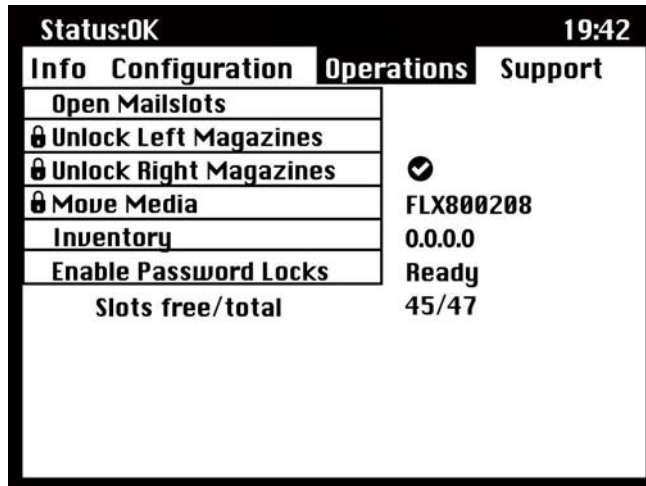 Status:OK 19:42
Info Configuration Operations Support
Open Mailslots
Unlock Left Magazines
Unlock Right Magazines
Move Media FLX800208
Inventory 0.0.0.0
Enable Password Locks Ready
Slots free/total 45/47